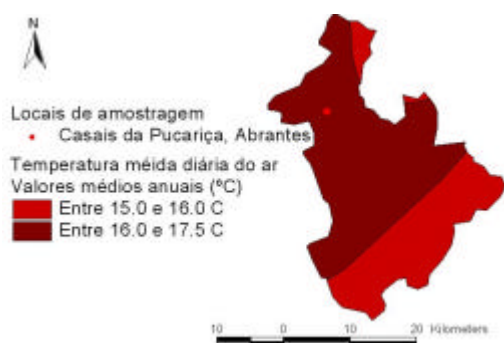 N
Locais de amostragem
Casais da Pucariça, Abrantes
Temperatura méida diária do ar
Valores médios anuais (ºC)
Entre 15.0 e 16.0 C
Entre 16.0 e 17.5 C
10 0 10 20 Kilometers